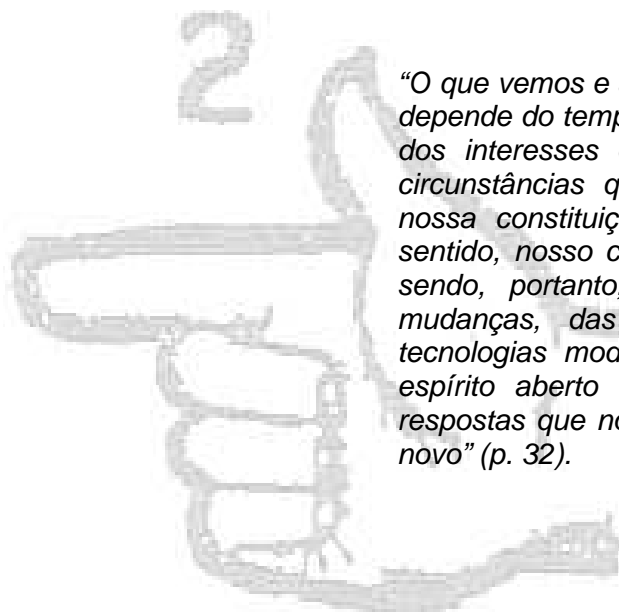 2
“O que vemos e
depende do temp
dos interesses
circunstâncias q
nossa constituiç
sentido, nosso c
sendo, portanto,
mudanças, das
tecnologias mod
espírito aberto
respostas que no
novo” (p. 32).